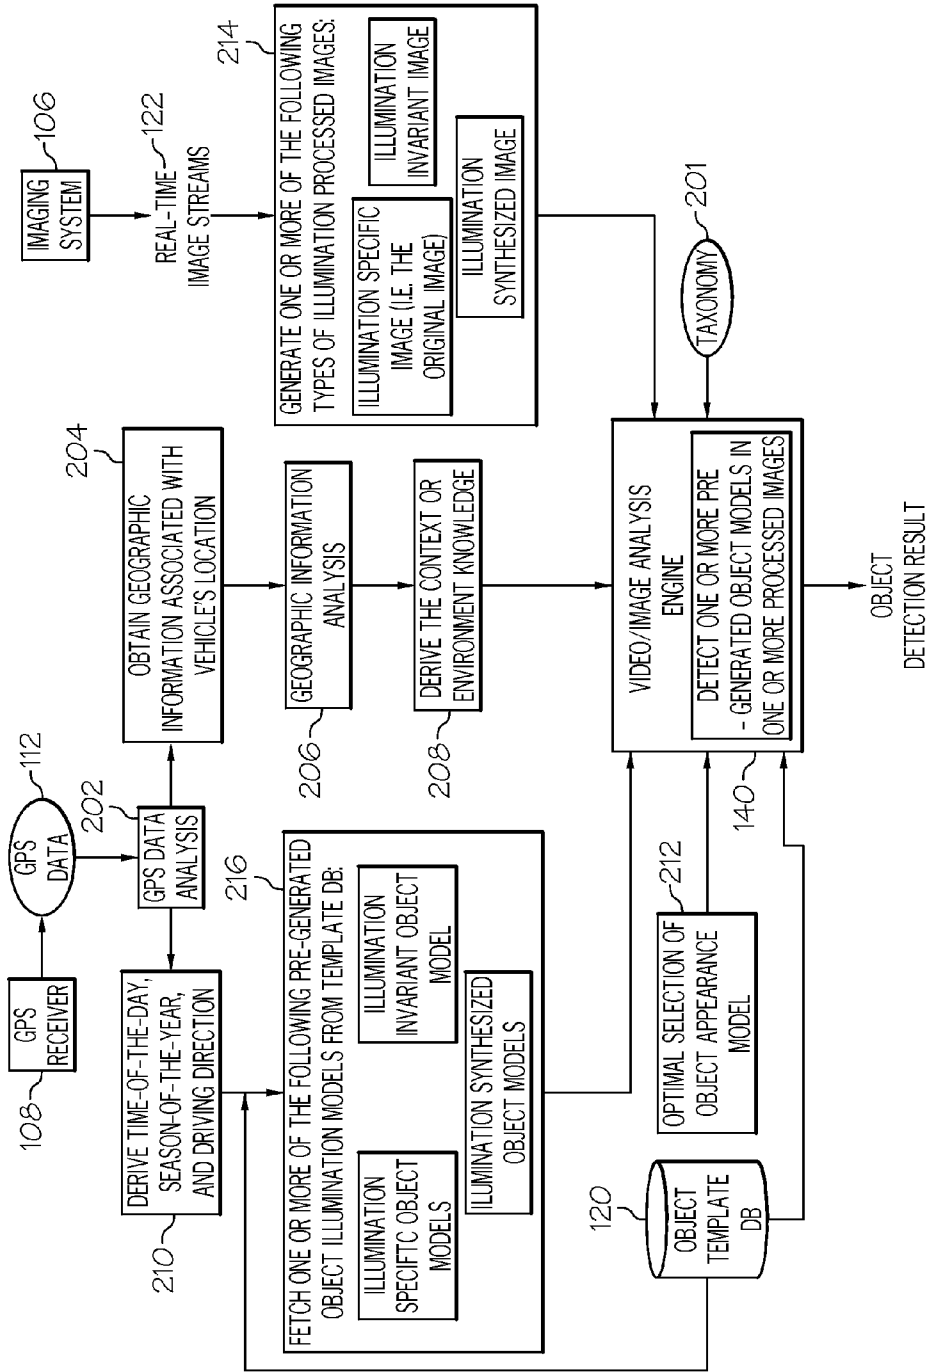 108
GPS
RECEIVER
GPS
DATA
112
202
GPS DATA
ANALYSIS
204
OBTAIN GEOGRAPHIC
INFORMATION ASSOCIATED WITH
VEHICLE'S LOCATION
IMAGING
SYSTEM
106
REAL-TIME
IMAGE STREAMS
122
210
DERIVE TIME-OF-THE-DAY,
SEASON-OF-THE-YEAR,
AND DRIVING DIRECTION
206
GEOGRAPHIC INFORMATION
ANALYSIS
208
DERIVE THE CONTEXT OR
ENVIRONMENT KNOWLEDGE
214
GENERATE ONE OR MORE OF THE FOLLOWING
TYPES OF ILLUMINATION PROCESSED IMAGES:
ILLUMINATION SPECIFIC
IMAGE (I.E. THE
ORIGINAL IMAGE)
ILLUMINATION
INVARIANT IMAGE
ILLUMINATION
SYNTHESIZED IMAGE
216
FETCH ONE OR MORE OF THE FOLLOWING PRE-GENERATED
OBJECT ILLUMINATION MODELS FROM TEMPLATE DB:
ILLUMINATION
SPECIFTC OBJECT
MODELS
ILLUMINATION
INVARIANT OBJECT
MODEL
ILUMINATION SYNTHESIZED
OBJECT MODELS
120
OBJECT
TEMPLATE
DB
212
OPTIMAL SELECTION OF
OBJECT APPEARANCE
MODEL
140
VIDEO/IMAGE ANALYSIS
ENGINE
DETECT ONE OR MORE PRE
- GENERATED OBJECT MODELS IN
ONE OR MORE PROCESSED IMAGES
TAXONOMY
201
OBJECT
DETECTION RESULT